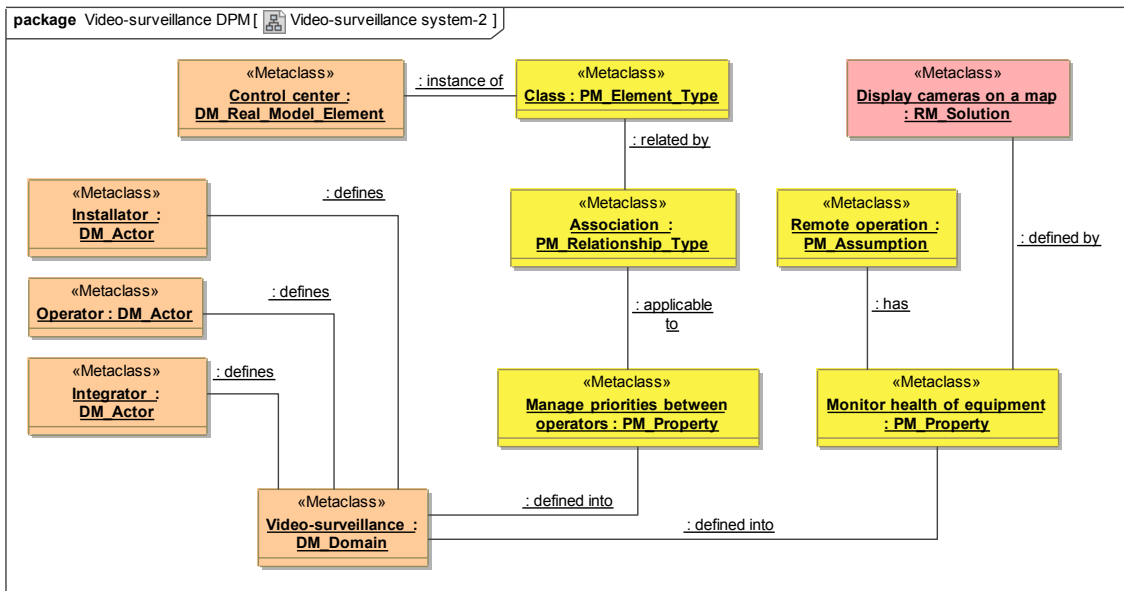 package Video-surveillance DPM [ Video-surveillance system-2 ]
«Metaclass»
Control center :
DM_Real_Model_Element
: instance of
«Metaclass»
Class : PM_Element_Type
«Metaclass»
Display cameras on a map
: RM_Solution
: related by
«Metaclass»
Installator :
DM_Actor
: defines
«Metaclass»
Association :
PM_Relationship_Type
«Metaclass»
Remote operation :
PM_Assumption
: defined by
«Metaclass»
Operator : DM_Actor
: defines
: applicable
to
: has
«Metaclass»
Integrator :
DM_Actor
: defines
«Metaclass»
Manage priorities between
operators : PM_Property
«Metaclass»
Monitor health of equipment
: PM_Property
«Metaclass»
Video-surveillance :
DM_Domain
: defined into
: defined into